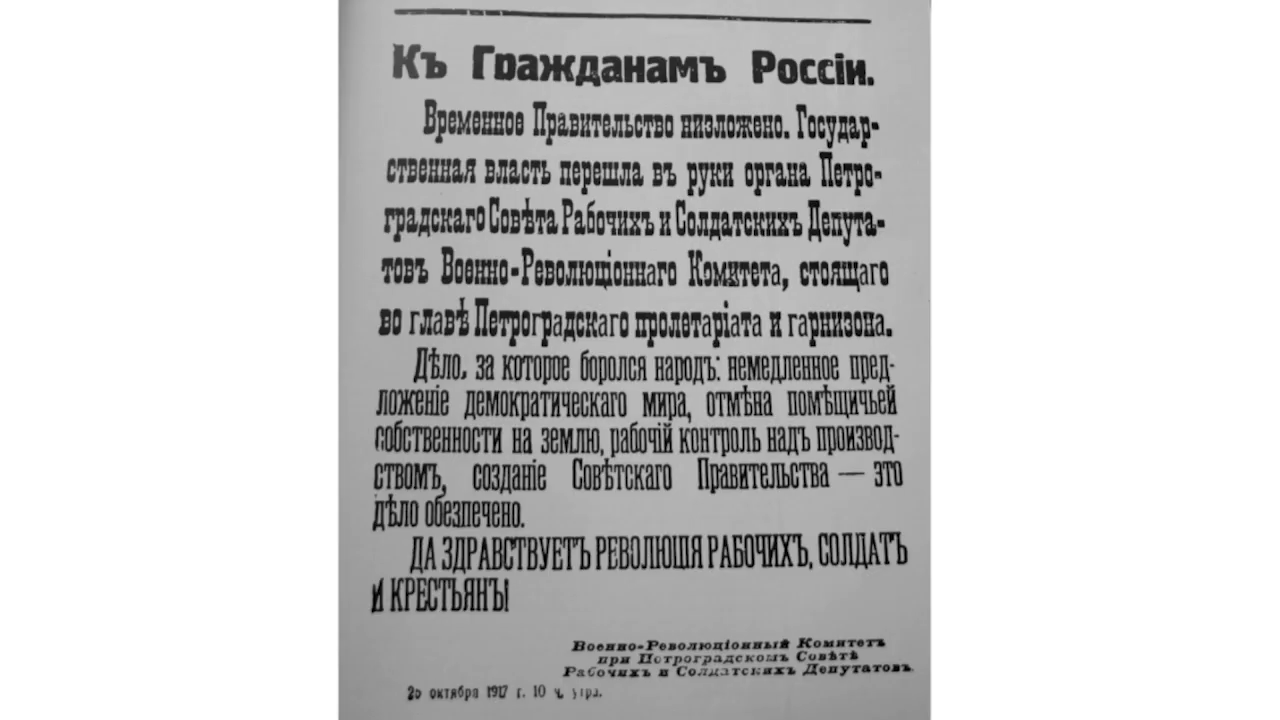 Къ Гражданамъ Россіи.
Временное Правительство низложено. Государ-
ственная власть перешла въ руки органа Петро-
градскаго Совѣта Рабочихъ и Солдатскихъ Депута-
товъ Военно-Революціоннаго Комитета, стоящаго
во главѣ Петроградскаго пролетаріата и гарнизона.
Дѣло, за которое боролся народъ: немедленное пред-
ложеніе демократическаго мира, отмѣна помѣщичьей
собственности на землю, рабочій контроль надъ производ-
ствомъ, созданіе Совѣтскаго Правительства — это
дѣло обезпечено.
ДА ЗДРАВСТВУЕТЪ РЕВОЛЮЦІЯ РАБОЧИХЪ, СОЛДАТЪ
И КРЕСТЬЯНЪ!
Военно-Революціонный Комитетъ
при Петроградскомъ Совѣтѣ
Рабочихъ и Солдатскихъ Депутатовъ.
25 октября 1917 г. 10 ч. утра.